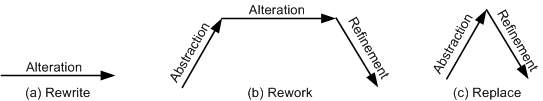 Alteration
(a) Rewrite
Abstraction
Alteration
Refinement
(b) Rework
Abstraction
Refinement
(c) Replace